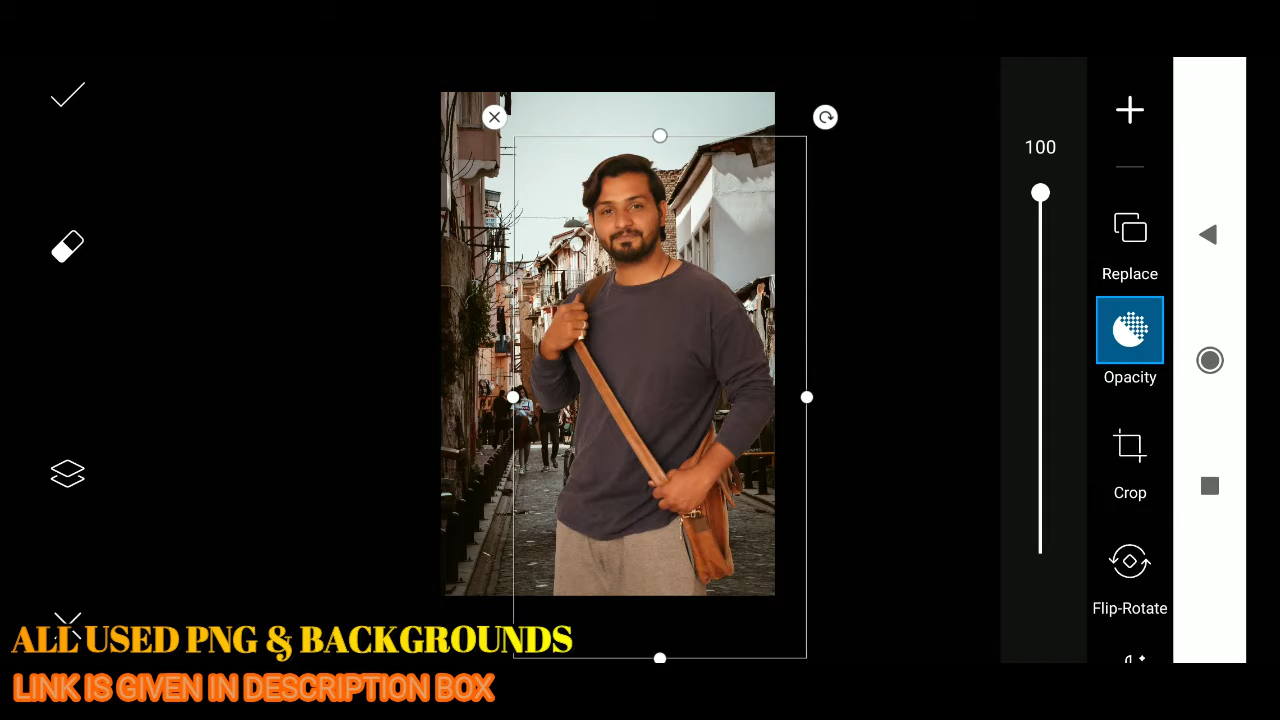 100
Replace
Opacity
Crop
Flip-Rotate
ALL USED PNG & BACKGROUNDS
LINK IS GIVEN IN DESCRIPTION BOX